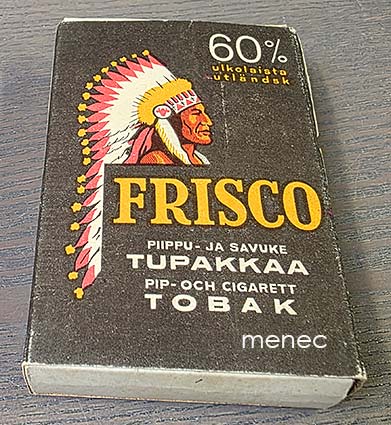 60%
ulkolaista
utländsk
FRISCO
PIIPPU- JA SAVUKE
TUPAKKAA
PIP- OCH CIGARETT
TOBAK
menec